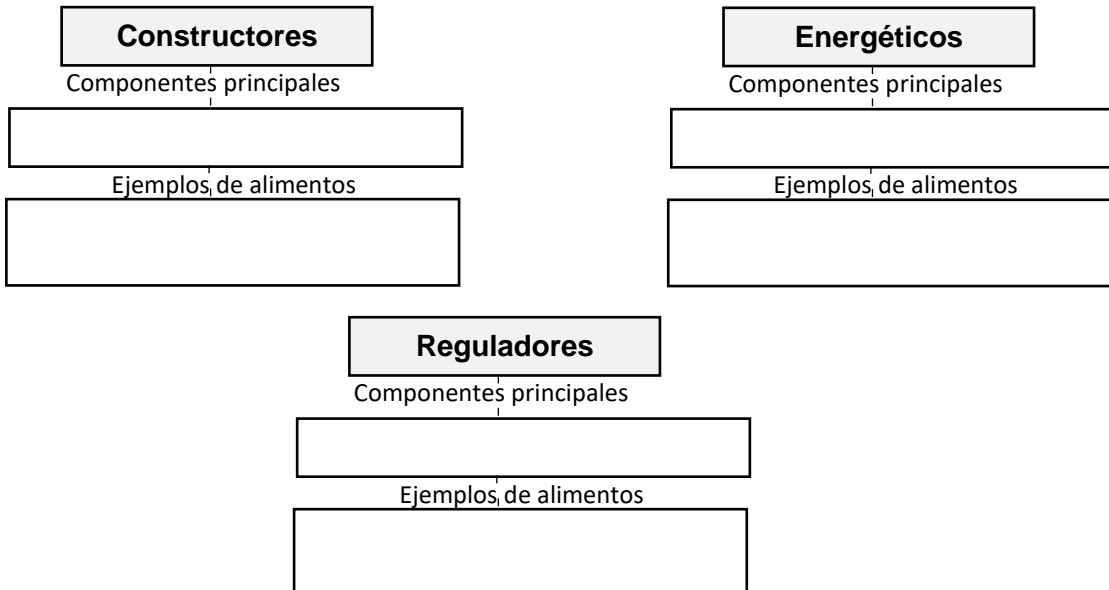 Constructores
Componentes principales
Ejemplos de alimentos
Energéticos
Componentes principales
Ejemplos de alimentos
Reguladores
Componentes principales
Ejemplos de alimentos